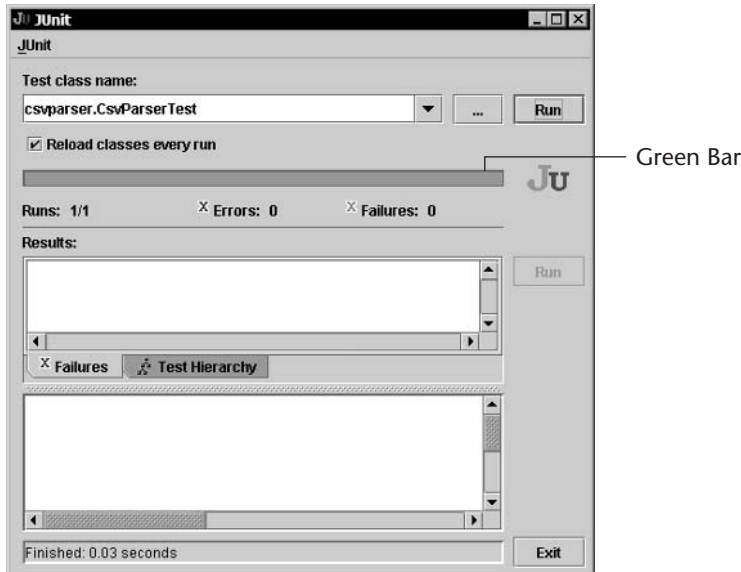 JU JUnit
JUnit
Test class name:
csvparser.CsvParserTest
...
Run
Reload classes every run
Green Bar
JU
Runs: 1/1
X Errors: 0
X Failures: 0
Results:
Run
X Failures
Test Hierarchy
Finished: 0.03 seconds
Exit